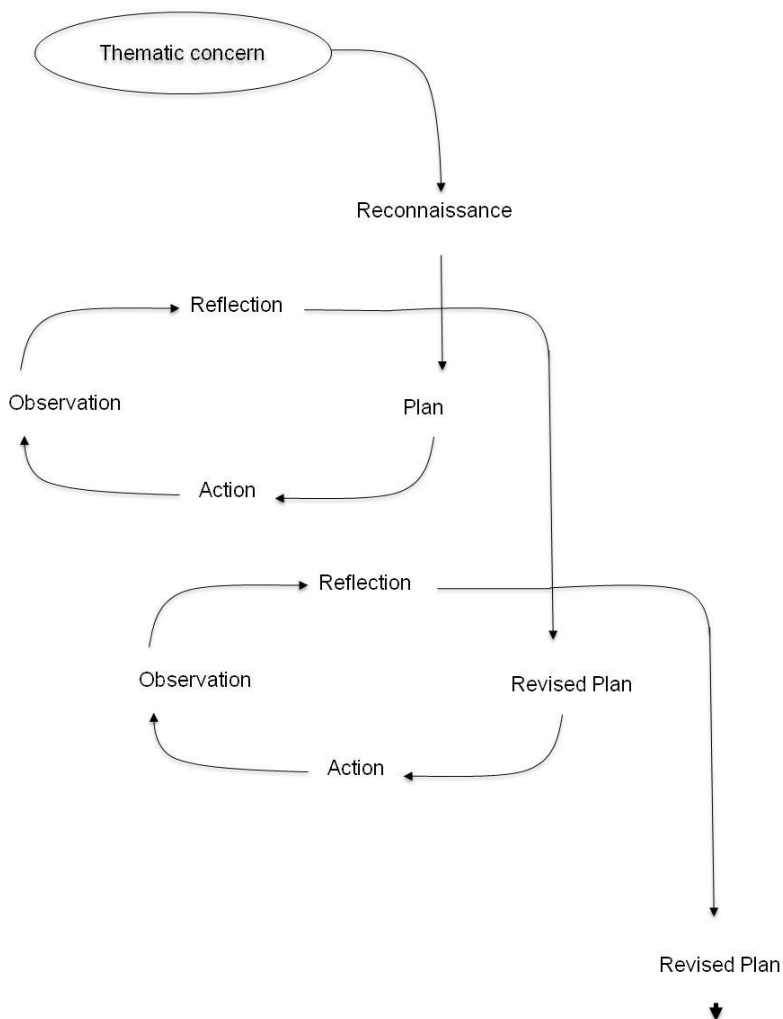 Thematic concern
Reconnaissance
Reflection
Observation
Plan
Action
Reflection
Observation
Revised Plan
Action
Revised Plan